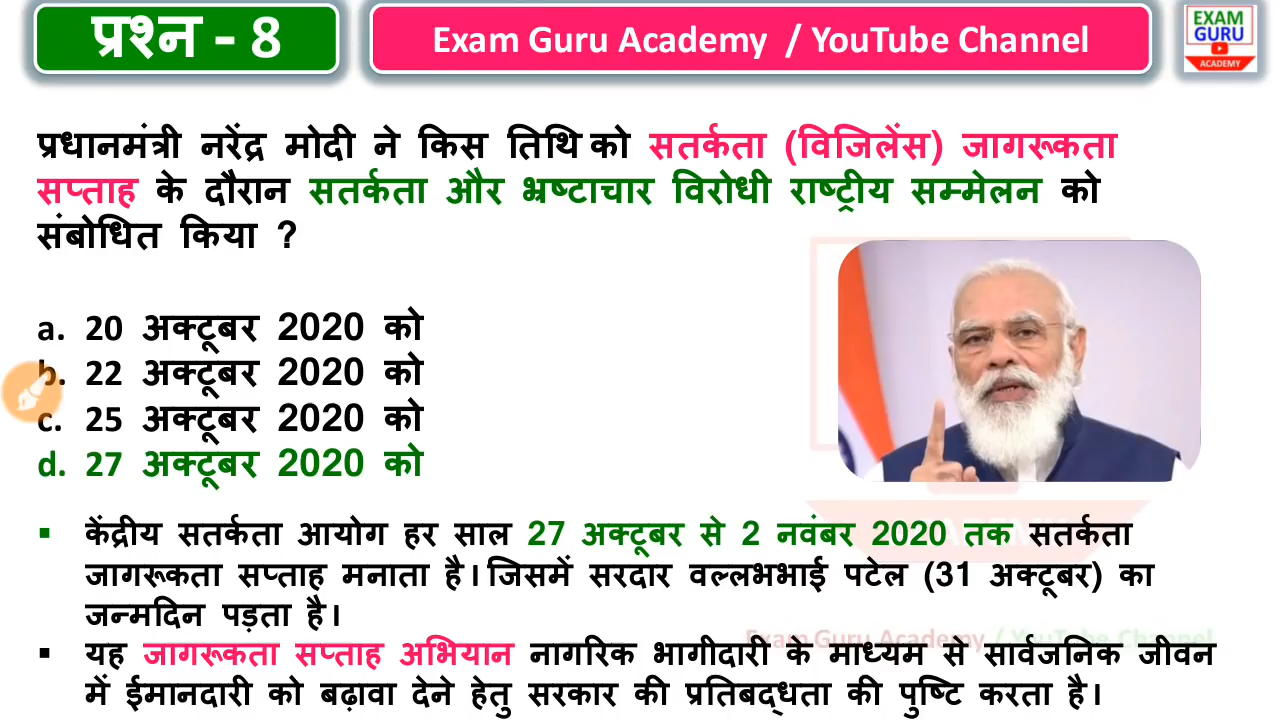 प्रश्न - 8
Exam Guru Academy / YouTube Channel
EXAM
GURU
ACADEMY
प्रधानमंत्री नरेंद्र मोदी ने किस तिथि को सतर्कता (विजिलेंस) जागरूकता
सप्ताह के दौरान सतर्कता और भ्रष्टाचार विरोधी राष्ट्रीय सम्मेलन को
संबोधित किया ?
a. 20 अक्टूबर 2020 को
b. 22 अक्टूबर 2020 को
c. 25 अक्टूबर 2020 को
d. 27 अक्टूबर 2020 को
▪ केंद्रीय सतर्कता आयोग हर साल 27 अक्टूबर से 2 नवंबर 2020 तक सतर्कता
जागरूकता सप्ताह मनाता है। जिसमें सरदार वल्लभभाई पटेल (31 अक्टूबर) का
जन्मदिन पड़ता है।
Exam Guru Academy / YouTube Channel
▪ यह जागरूकता सप्ताह अभियान नागरिक भागीदारी के माध्यम से सार्वजनिक जीवन
में ईमानदारी को बढ़ावा देने हेतु सरकार की प्रतिबद्धता की पुष्टि करता है।